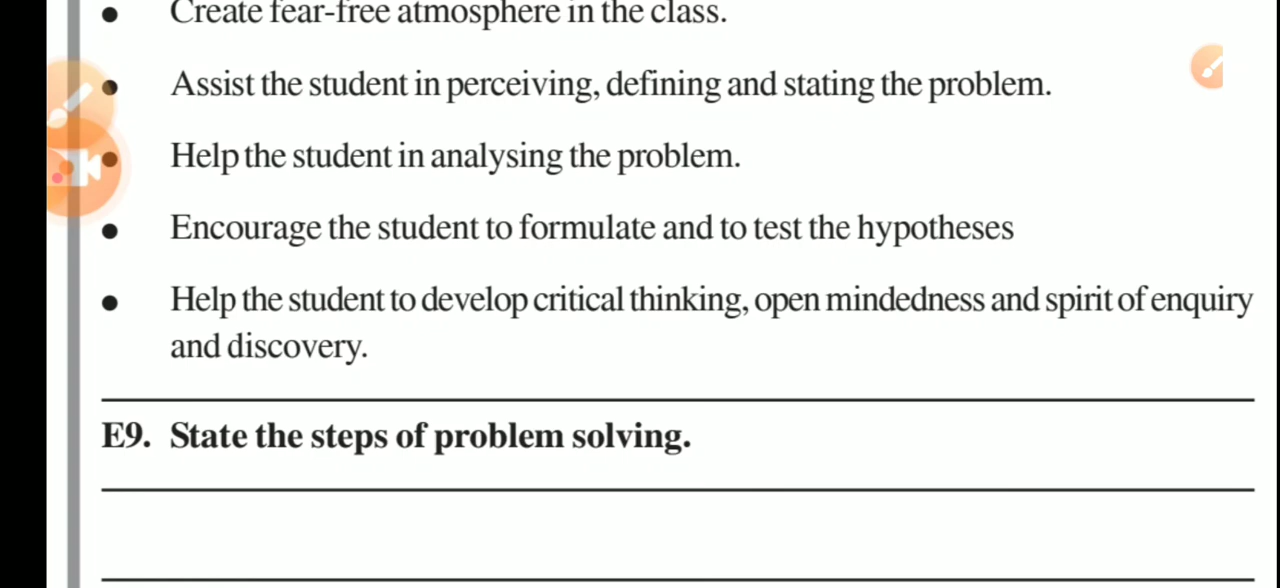 • Create fear-free atmosphere in the class.
• Assist the student in perceiving, defining and stating the problem.
• Help the student in analysing the problem.
• Encourage the student to formulate and to test the hypotheses
• Help the student to develop critical thinking, open mindedness and spirit of enquiry
and discovery.
E9. State the steps of problem solving.